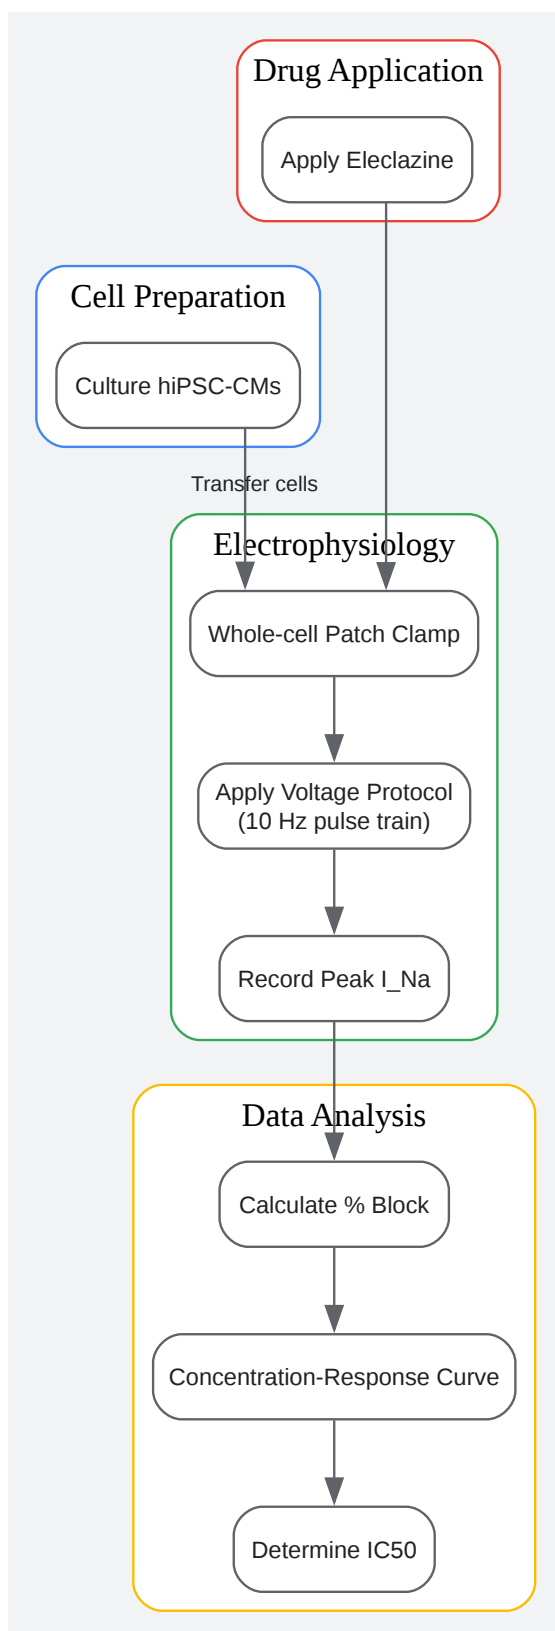 Drug Application
Apply Eleclazine
Cell Preparation
Culture hiPSC-CMs
Transfer cells
Electrophysiology
Whole-cell Patch Clamp
Apply Voltage Protocol
(10 Hz pulse train)
Record Peak I_Na
Data Analysis
Calculate % Block
Concentration-Response Curve
Determine IC50